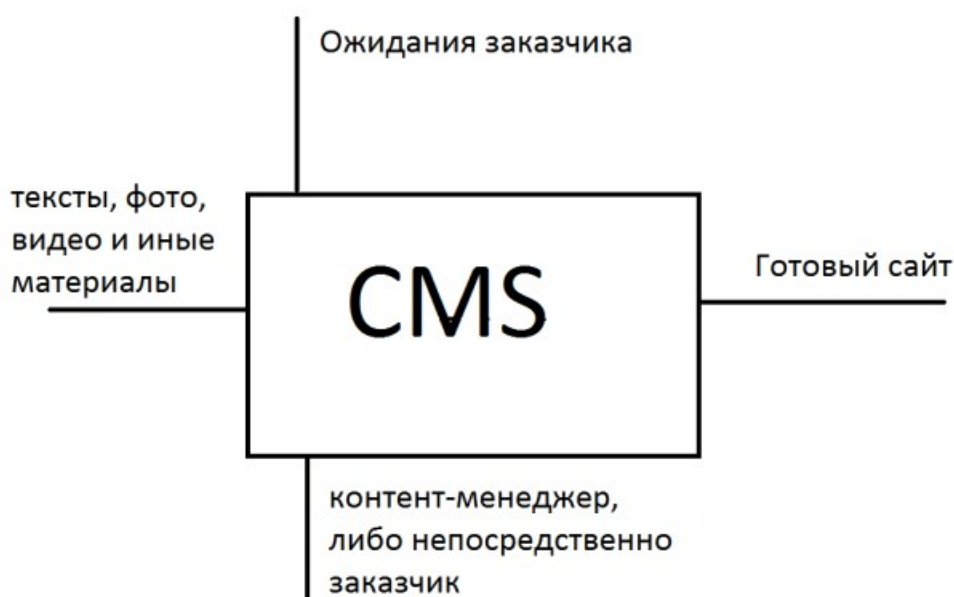 Ожидания заказчика
тексты, фото,
видео и иные
материалы
CMS
Готовый сайт
контент-менеджер,
либо непосредственно
заказчик